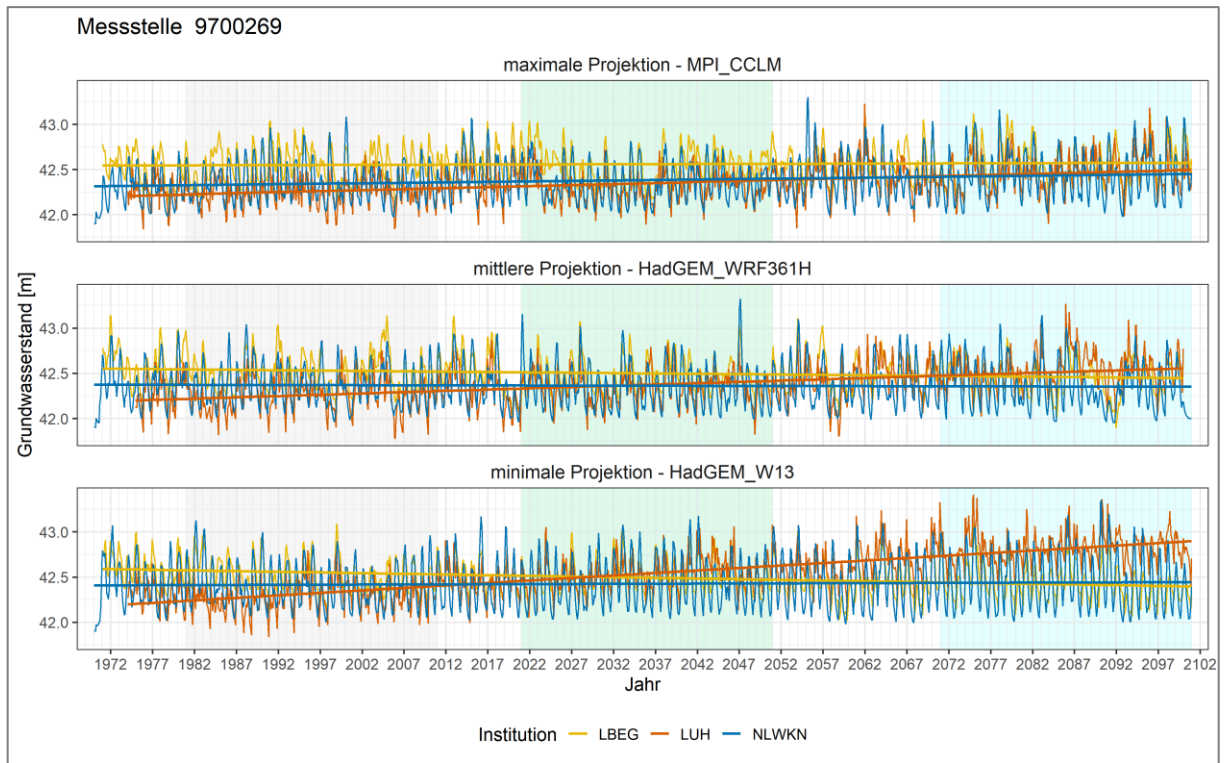 Messstelle 9700269
maximale Projektion - MPI_CCLM
43.0
42.5
42.0
mittlere Projektion - HadGEM_WRF361H
43.0
42.5
42.0
minimale Projektion - HadGEM_W13
43.0
42.5
42.0
Grundwasserstand [m]
1972 1977 1982 1987 1992 1997 2002 2007 2012 2017 2022 2027 2032 2037 2042 2047 2052 2057 2062 2067 2072 2077 2082 2087 2092 2097 2102
Jahr
Institution LBEG LUH NLWKN